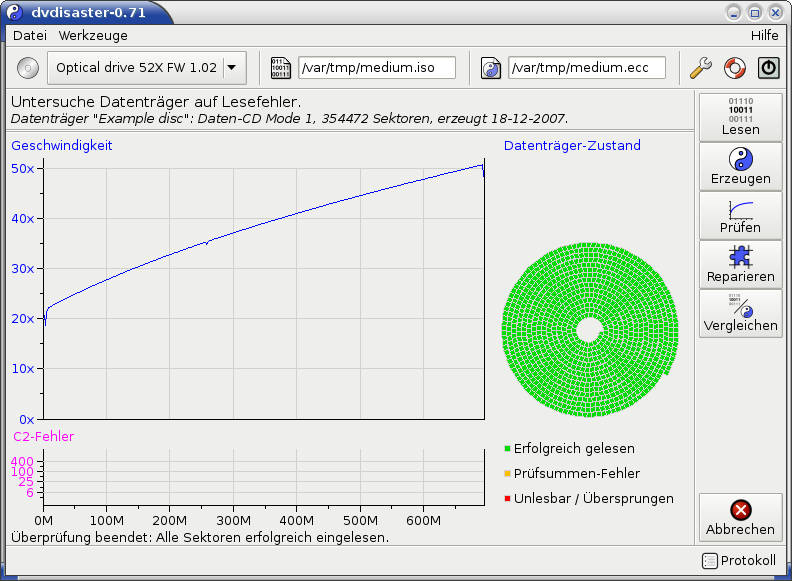 dvdisaster-0.71
Datei Werkzeuge Hilfe
Optical drive 52X FW 1.02 /var/tmp/medium.iso /var/tmp/medium.ecc
Untersuche Datenträger auf Lesefehler.
Datenträger "Example disc": Daten-CD Mode 1, 354472 Sektoren, erzeugt 18-12-2007.
Geschwindigkeit
50x
40x
30x
20x
10x
0x
C2-Fehler
400
100
25
6
0M 100M 200M 300M 400M 500M 600M
Überprüfung beendet: Alle Sektoren erfolgreich eingelesen.
Datenträger-Zustand
Erfolgreich gelesen
Prüfsummen-Fehler
Unlesbar / Übersprungen
01110
10011
00111
Lesen
Erzeugen
Prüfen
Reparieren
Vergleichen
Abbrechen
Protokoll